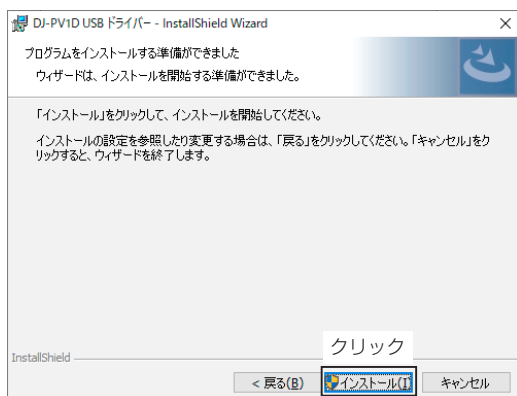 DJ-PV1D USB ドライバー - InstallShield Wizard
プログラムをインストールする準備ができました
ウィザードは、インストールを開始する準備ができました。
「インストール」をクリックして、インストールを開始してください。
インストールの設定を参照したり変更する場合は、「戻る」をクリックしてください。「キャンセル」をク
リックすると、ウィザードを終了します。
クリック
InstallShield
< 戻る(B) インストール(I) キャンセル